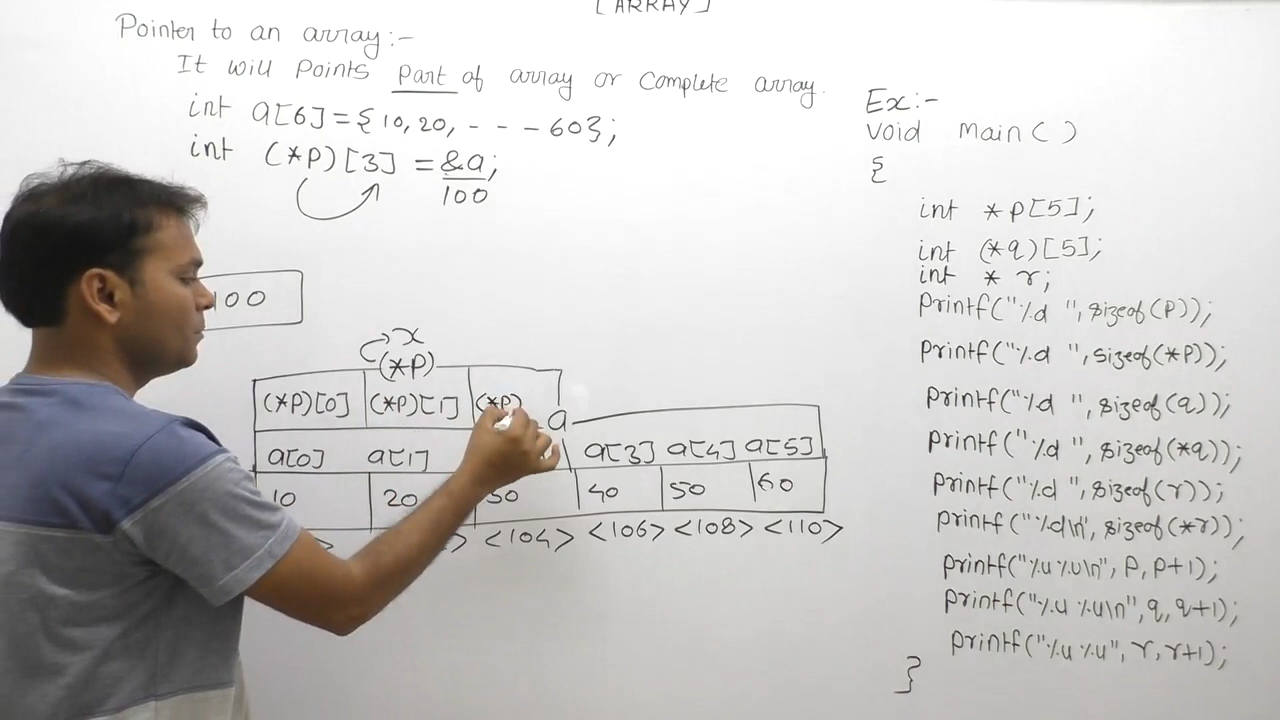 [ARRAY]
Pointer to an array:-
It will Points Part of array or Complete array.
int a[6]={10,20,- - - -60};
int (*P)[3] = &a;
100
100
x
(*P)
(*P)[0] (*P)[1] (*P)
a
a[0] a[1] a[3] a[4] a[5]
10 20 30 40 50 60
<104> <106> <108> <110>
Ex:-
void main()
{
int *P[5];
int (*q)[5];
int * r;
Printf("%d ", sizeof(P));
Printf("%d ", sizeof(*P));
Printf("%d ", sizeof(q));
Printf("%d ", sizeof(*q));
Printf("%d ", sizeof(r));
Printf("%d\n", sizeof(*r));
Printf("%u %u\n", P, P+1);
Printf("%u %u\n", q, q+1);
Printf("%u %u", r, r+1);
}